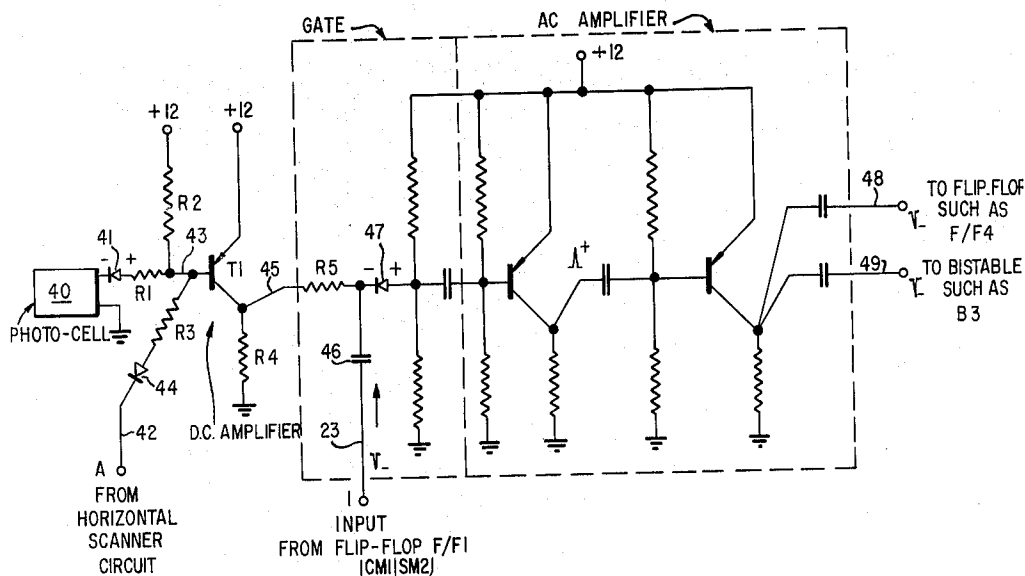 GATE
AC AMPLIFIER
+12
+12
+12
R2
41
- +
43
R1
T1
45
R5
47
- +
+
48
TO FLIP.FLOP
SUCH AS
F/F4
49
TO BISTABLE
SUCH AS
B3
40
PHOTO-CELL
R3
R4
46
44
42
D.C. AMPLIFIER
23
A
FROM
HORIZONTAL
SCANNER
CIRCUIT
I
INPUT
FROM FLIP-FLOP F/F1
|CM1|SM2|